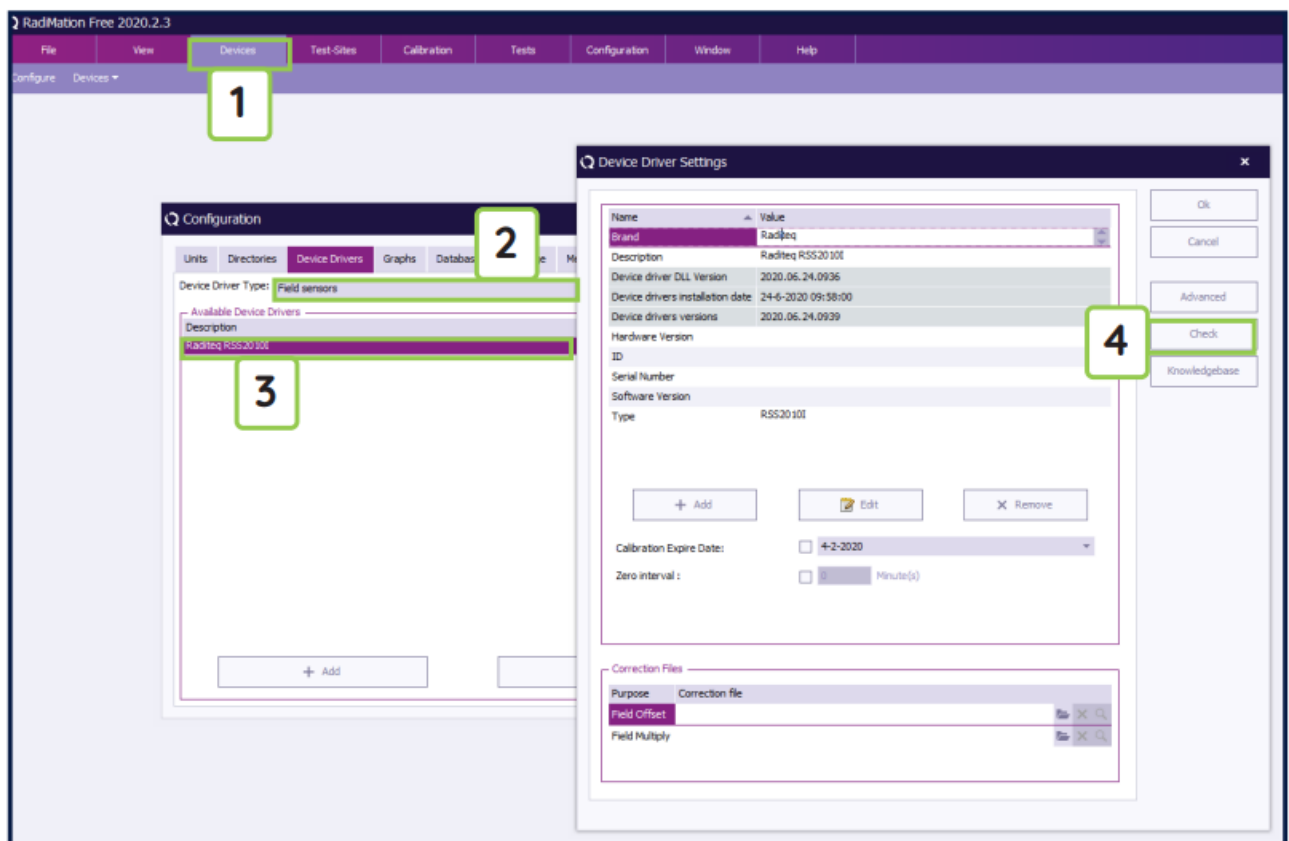 RadiMation Free 2020.2.3
File View Devices Test-Sites Calibration Tests Configuration Window Help
Configure Devices
1
Device Driver Settings
Configuration
2
Units Directories Device Drivers Graphs Databas e M
Device Driver Type: Field sensors
Available Device Drivers
Description
Raditeq RSS2010I
3
Add
Name Value
Brand Raditeq
Description Raditeq RSS2010I
Device driver DLL Version 2020.06.24.0936
Device drivers installation date 24-6-2020 09:58:00
Device drivers versions 2020.06.24.0939
Hardware Version
ID
Serial Number
Software Version
Type RSS2010I
Add Edit Remove
Calibration Expire Date: 4-2-2020
Zero interval : 0 Minute(s)
Correction Files
Purpose Correction file
Field Offset
Field Multiply
Ok
Cancel
Advanced
4
Check
Knowledgebase